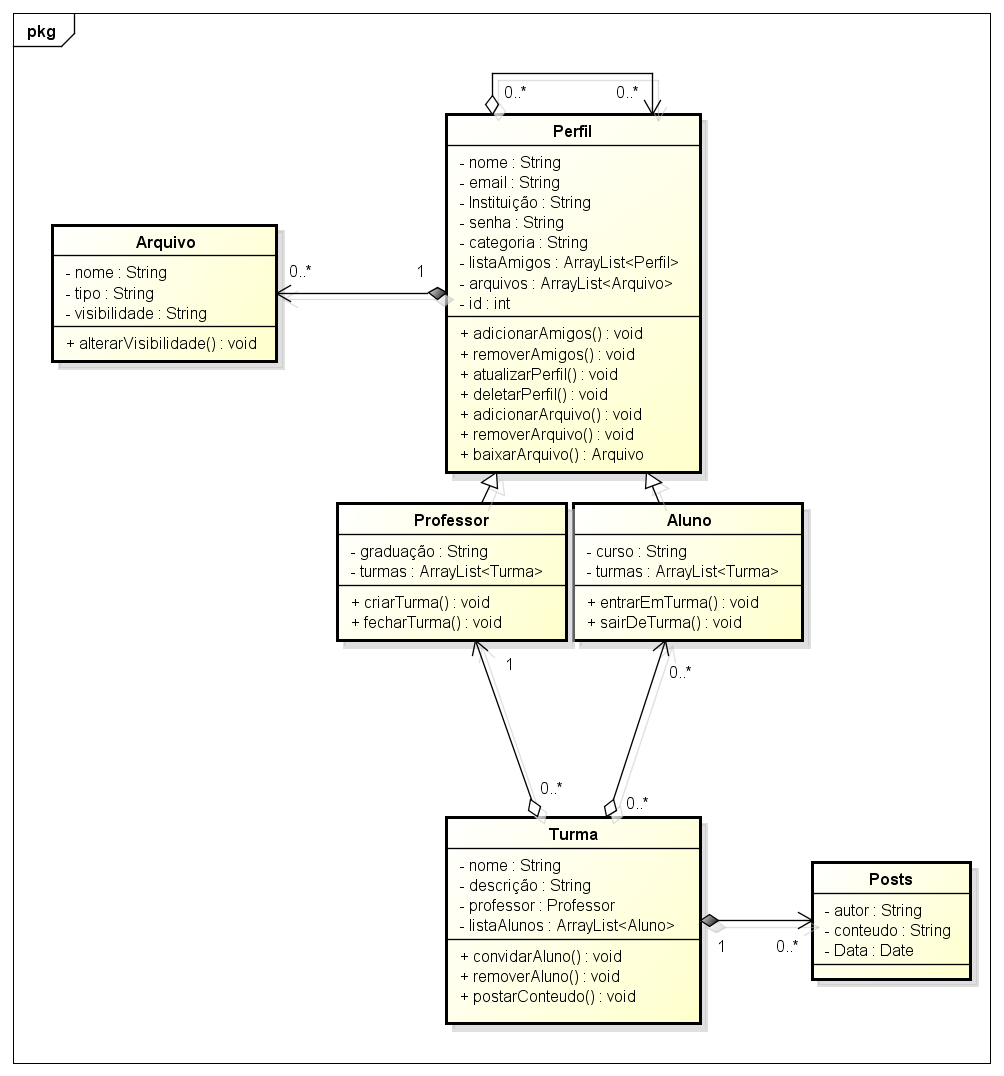 pkg
0..*
0..*
Perfil
- nome : String
- email : String
- Instituição : String
- senha : String
- categoria : String
- listaAmigos : ArrayList<Perfil>
- arquivos : ArrayList<Arquivo>
- id : int
+ adicionarAmigos() : void
+ removerAmigos() : void
+ atualizarPerfil() : void
+ deletarPerfil() : void
+ adicionarArquivo() : void
+ removerArquivo() : void
+ baixarArquivo() : Arquivo
Arquivo
- nome : String
- tipo : String
- visibilidade : String
+ alterarVisibilidade() : void
0..*
1
Professor
- graduação : String
- turmas : ArrayList<Turma>
+ criarTurma() : void
+ fecharTurma() : void
Aluno
- curso : String
- turmas : ArrayList<Turma>
+ entrarEmTurma() : void
+ sairDeTurma() : void
1
0..*
0..*
0..*
Turma
- nome : String
- descrição : String
- professor : Professor
- listaAlunos : ArrayList<Aluno>
+ convidarAluno() : void
+ removerAluno() : void
+ postarConteudo() : void
1
0..*
Posts
- autor : String
- conteudo : String
- Data : Date